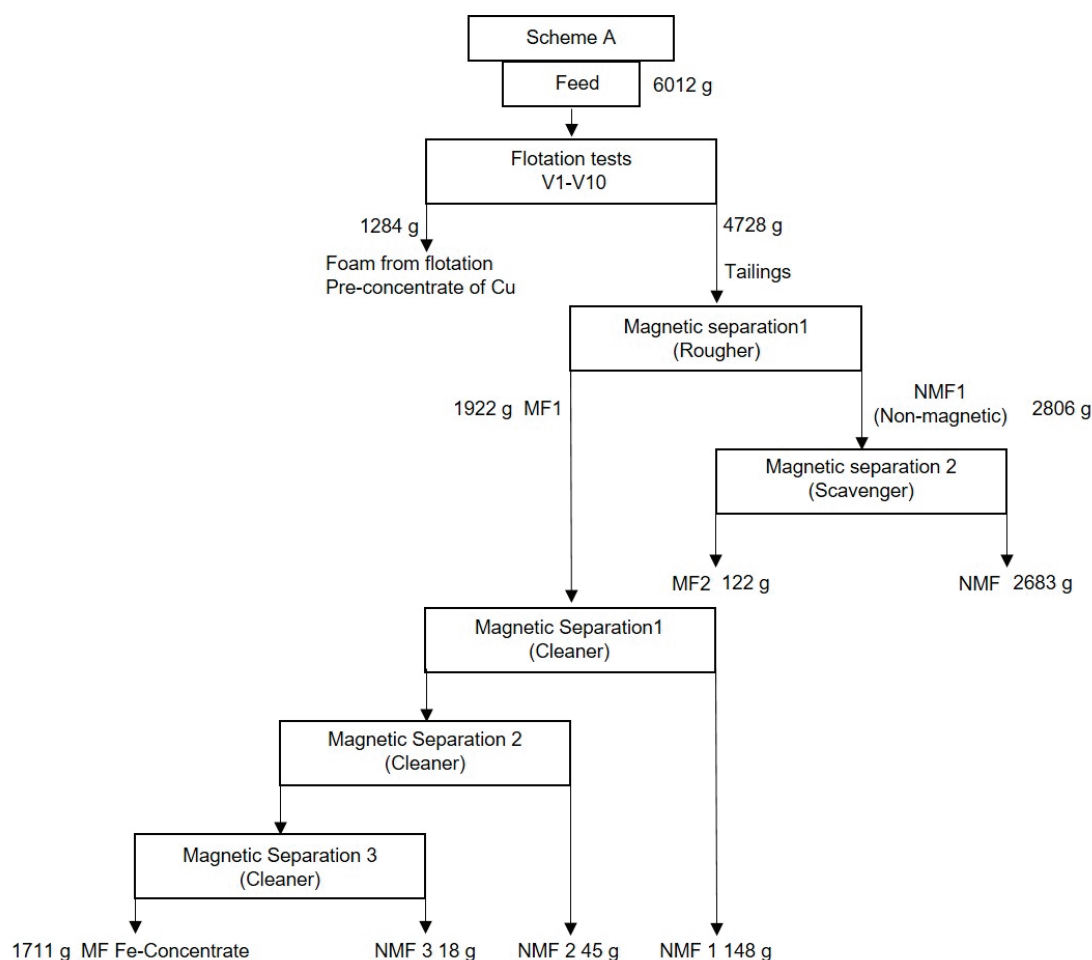 Scheme A
Feed
6012 g
Flotation tests
V1-V10
1284 g
4728 g
Foam from flotation
Pre-concentrate of Cu
Tailings
Magnetic separation1
(Rougher)
1922 g MF1
NMF1
(Non-magnetic)
2806 g
Magnetic separation 2
(Scavenger)
MF2 122 g
NMF 2683 g
Magnetic Separation1
(Cleaner)
Magnetic Separation 2
(Cleaner)
Magnetic Separation 3
(Cleaner)
1711 g MF Fe-Concentrate
NMF 3 18 g
NMF 2 45 g
NMF 1 148 g